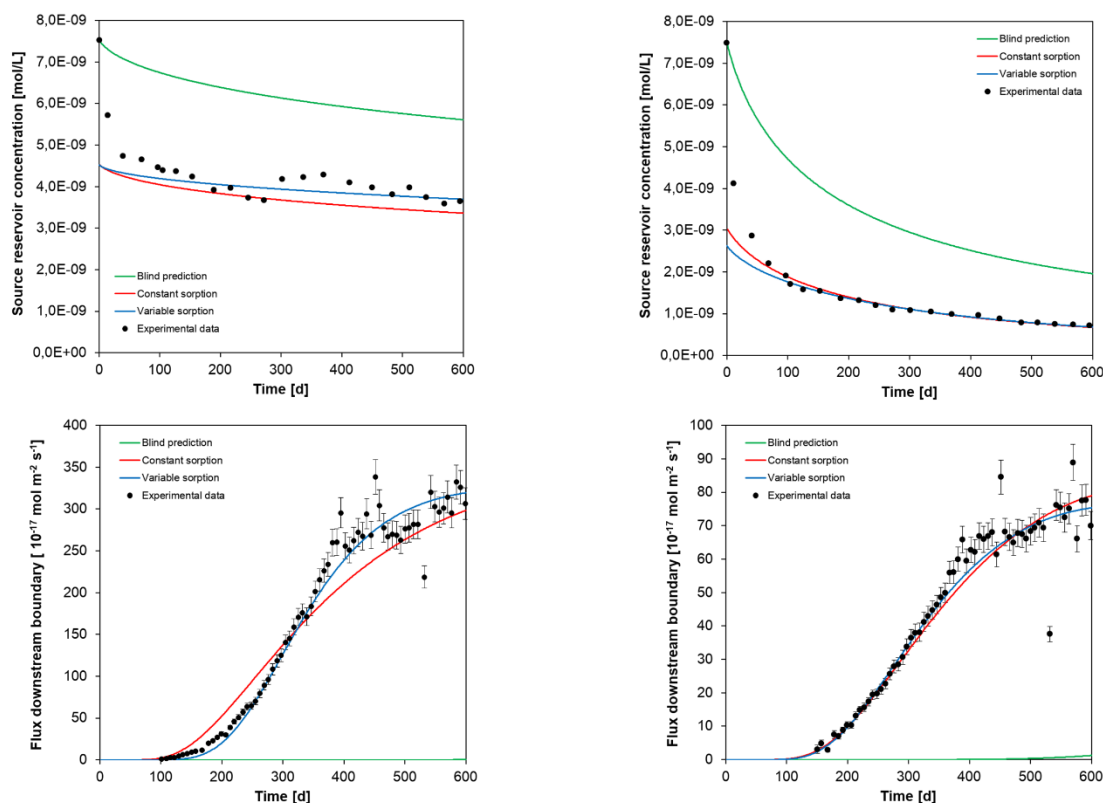 8,0E-09
7,0E-09
6,0E-09
5,0E-09
4,0E-09
3,0E-09
2,0E-09
1,0E-09
0,0E+00
Source reservoir concentration [mol/L]
Blind prediction
Constant sorption
Variable sorption
Experimental data
0 100 200 300 400 500 600
Time [d]
8,0E-09
7,0E-09
6,0E-09
5,0E-09
4,0E-09
3,0E-09
2,0E-09
1,0E-09
0,0E+00
Source reservoir concentration [mol/L]
Blind prediction
Constant sorption
Variable sorption
Experimental data
0 100 200 300 400 500 600
Time [d]
400
350
300
250
200
150
100
50
0
Flux downstream boundary [ 10⁻¹⁷ mol m⁻² s⁻¹]
Blind prediction
Constant sorption
Variable sorption
Experimental data
0 100 200 300 400 500 600
Time [d]
100
90
80
70
60
50
40
30
20
10
0
Flux downstream boundary [10⁻¹⁷ mol m⁻² s⁻¹]
Blind prediction
Constant sorption
Variable sorption
Experimental data
0 100 200 300 400 500 600
Time [d]